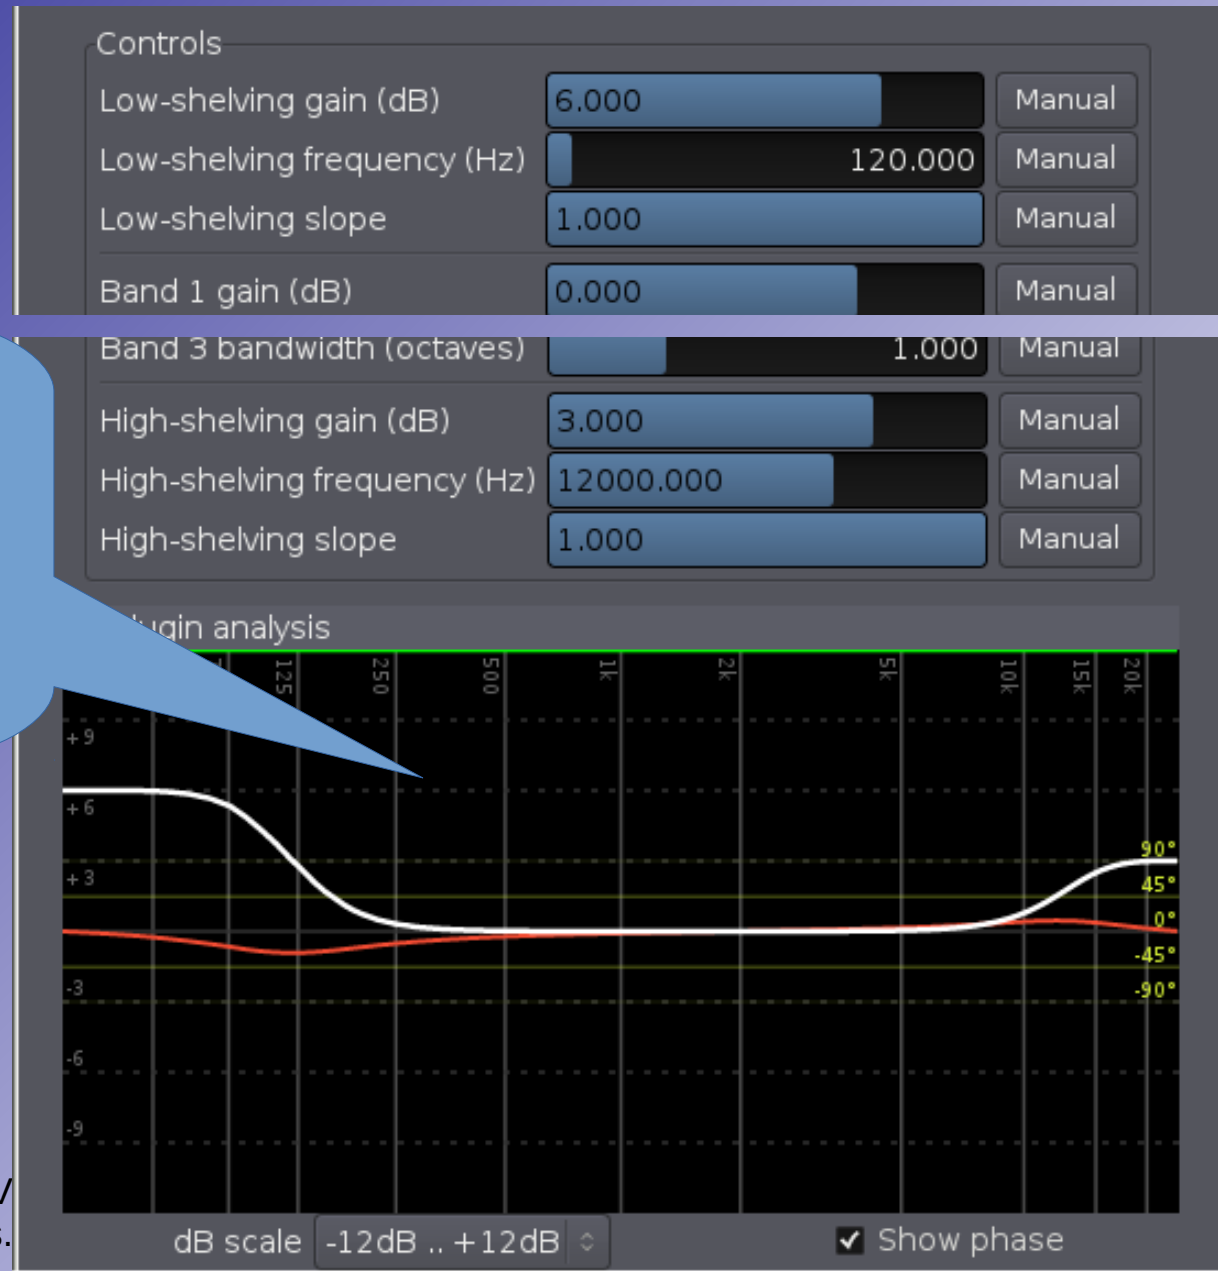 Controls
Low-shelving gain (dB) 6.000 Manual
Low-shelving frequency (Hz) 120.000 Manual
Low-shelving slope 1.000 Manual
Band 1 gain (dB) 0.000 Manual
Band 3 bandwidth (octaves) 1.000 Manual
High-shelving gain (dB) 3.000 Manual
High-shelving frequency (Hz) 12000.000 Manual
High-shelving slope 1.000 Manual
analysis
125 250 500 1k 2k 5k 10k 15k 20k
+9
+6
90°
+3
45°
0°
-45°
-3
-90°
-6
-9
dB scale -12dB .. +12dB Show phase